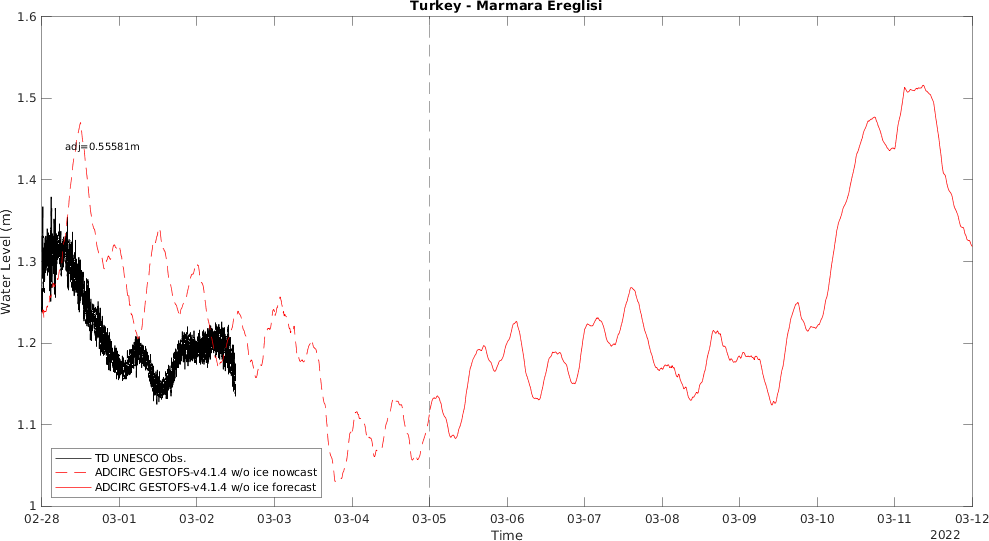 Turkey - Marmara Ereglisi
1.6
1.5
1.4
1.3
1.2
1.1
1
Water Level (m)
adj=0.55581m
TD UNESCO Obs.
ADCIRC GESTOFS-v4.1.4 w/o ice nowcast
ADCIRC GESTOFS-v4.1.4 w/o ice forecast
02-28 03-01 03-02 03-03 03-04 03-05 03-06 03-07 03-08 03-09 03-10 03-11 03-12
Time
2022